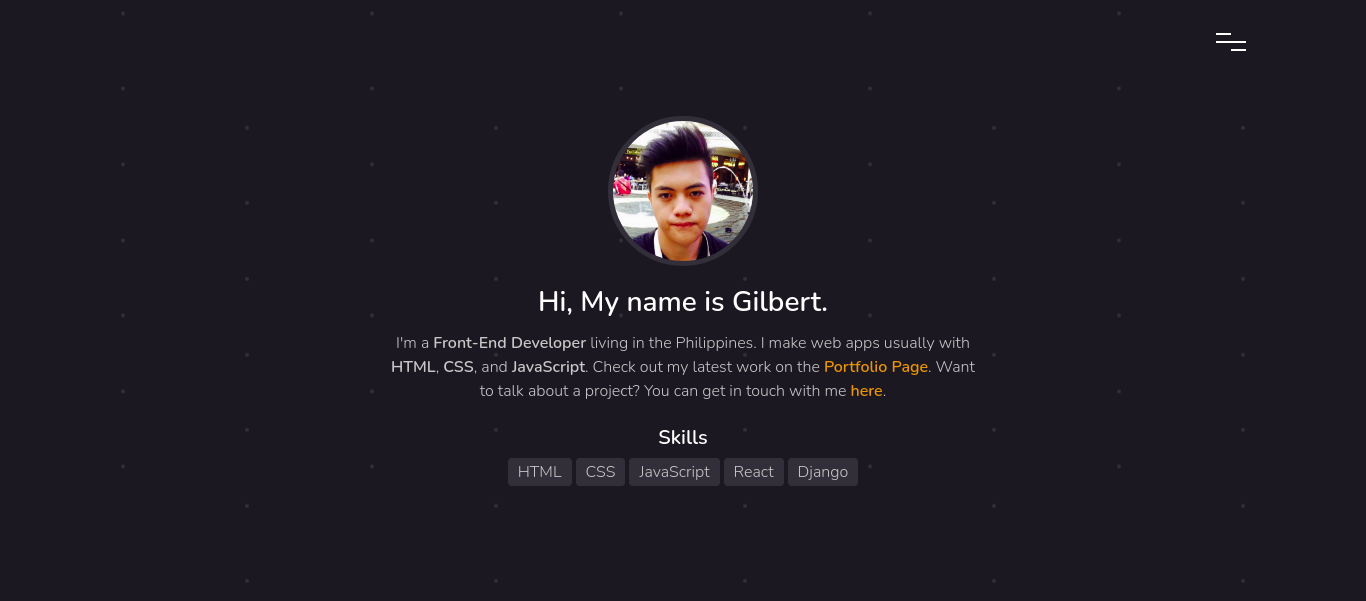 Hi, My name is Gilbert.
I'm a Front-End Developer living in the Philippines. I make web apps usually with
HTML, CSS, and JavaScript. Check out my latest work on the Portfolio Page. Want
to talk about a project? You can get in touch with me here.
Skills
HTML CSS JavaScript React Django